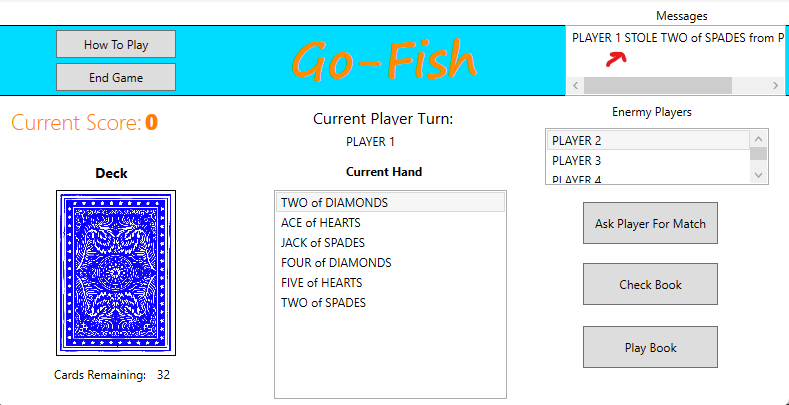 Messages
How To Play
End Game
Go-Fish
PLAYER 1 STOLE TWO of SPADES from P
Current Score: 0
Current Player Turn:
PLAYER 1
Enermy Players
PLAYER 2
PLAYER 3
PLAYER 4
Deck
Current Hand
TWO of DIAMONDS
ACE of HEARTS
JACK of SPADES
FOUR of DIAMONDS
FIVE of HEARTS
TWO of SPADES
Ask Player For Match
Check Book
Play Book
Cards Remaining: 32